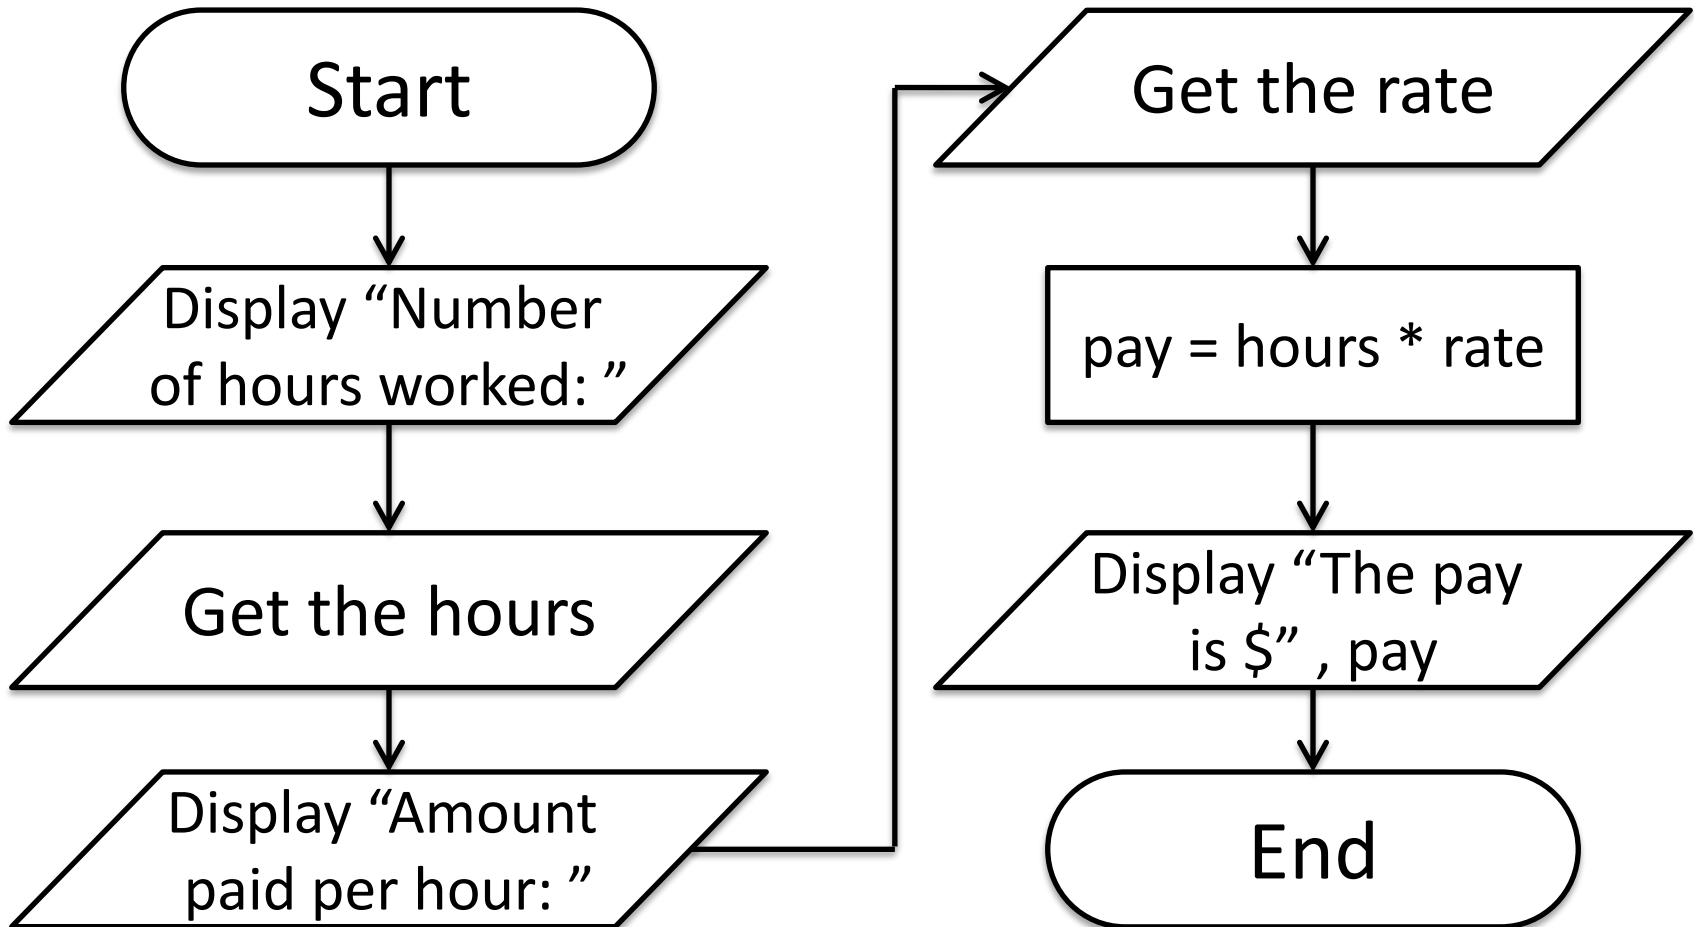 Start
Display “Number
of hours worked: ”
Get the hours
Display “Amount
paid per hour: ”
Get the rate
pay = hours * rate
Display “The pay
is $” , pay
End